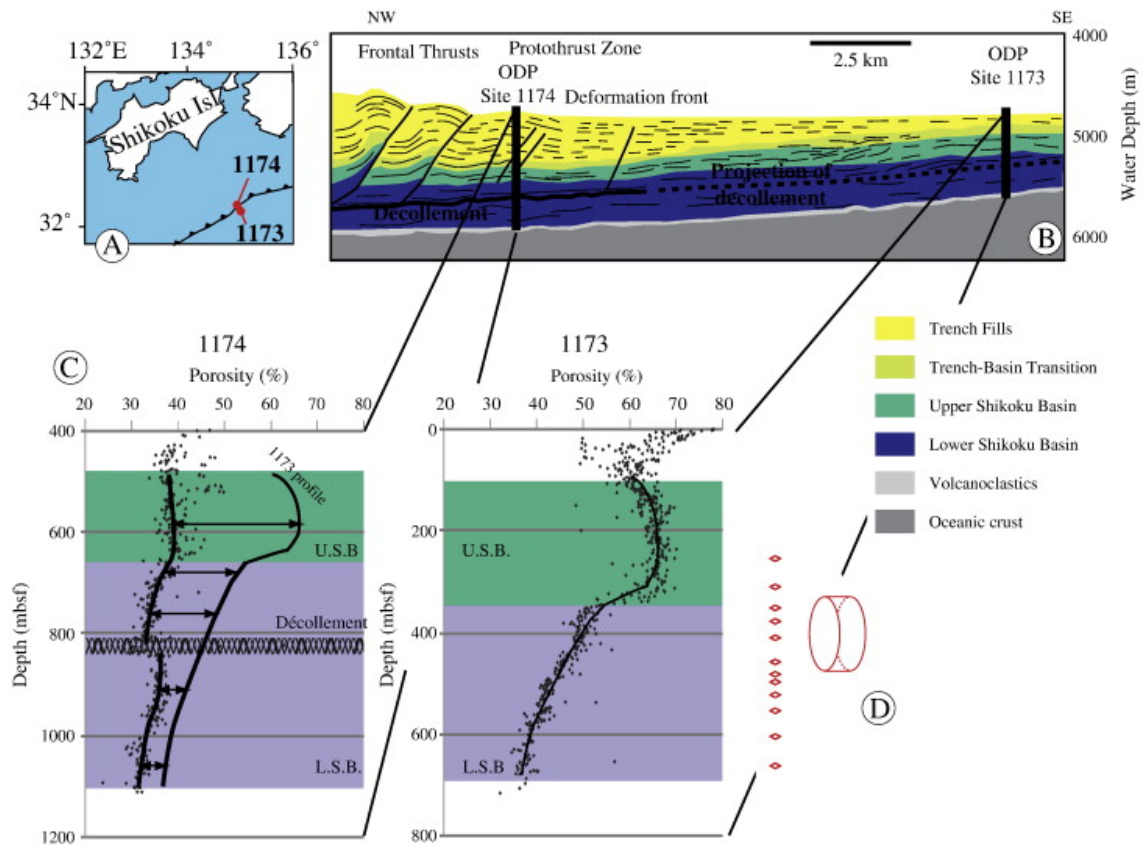 NW
SE
132°E
134°
136°
34°N
32°
Shikoku Isl
1174
1173
A
Frontal Thrusts
Protothrust Zone
ODP
Site 1174
Deformation front
2.5 km
ODP
Site 1173
Décollement
Projection of
décollement
B
4000
5000
6000
Water Depth (m)
Trench Fills
Trench-Basin Transition
Upper Shikoku Basin
Lower Shikoku Basin
Volcanoclastics
Oceanic crust
C
1174
Porosity (%)
20 30 40 50 60 70 80
400
600
800
1000
1200
Depth (mbsf)
1173 profile
U.S.B
Décollement
L.S.B.
1173
Porosity (%)
20 30 40 50 60 70 80
0
200
400
600
800
Depth (mbsf)
U.S.B.
L.S.B
D